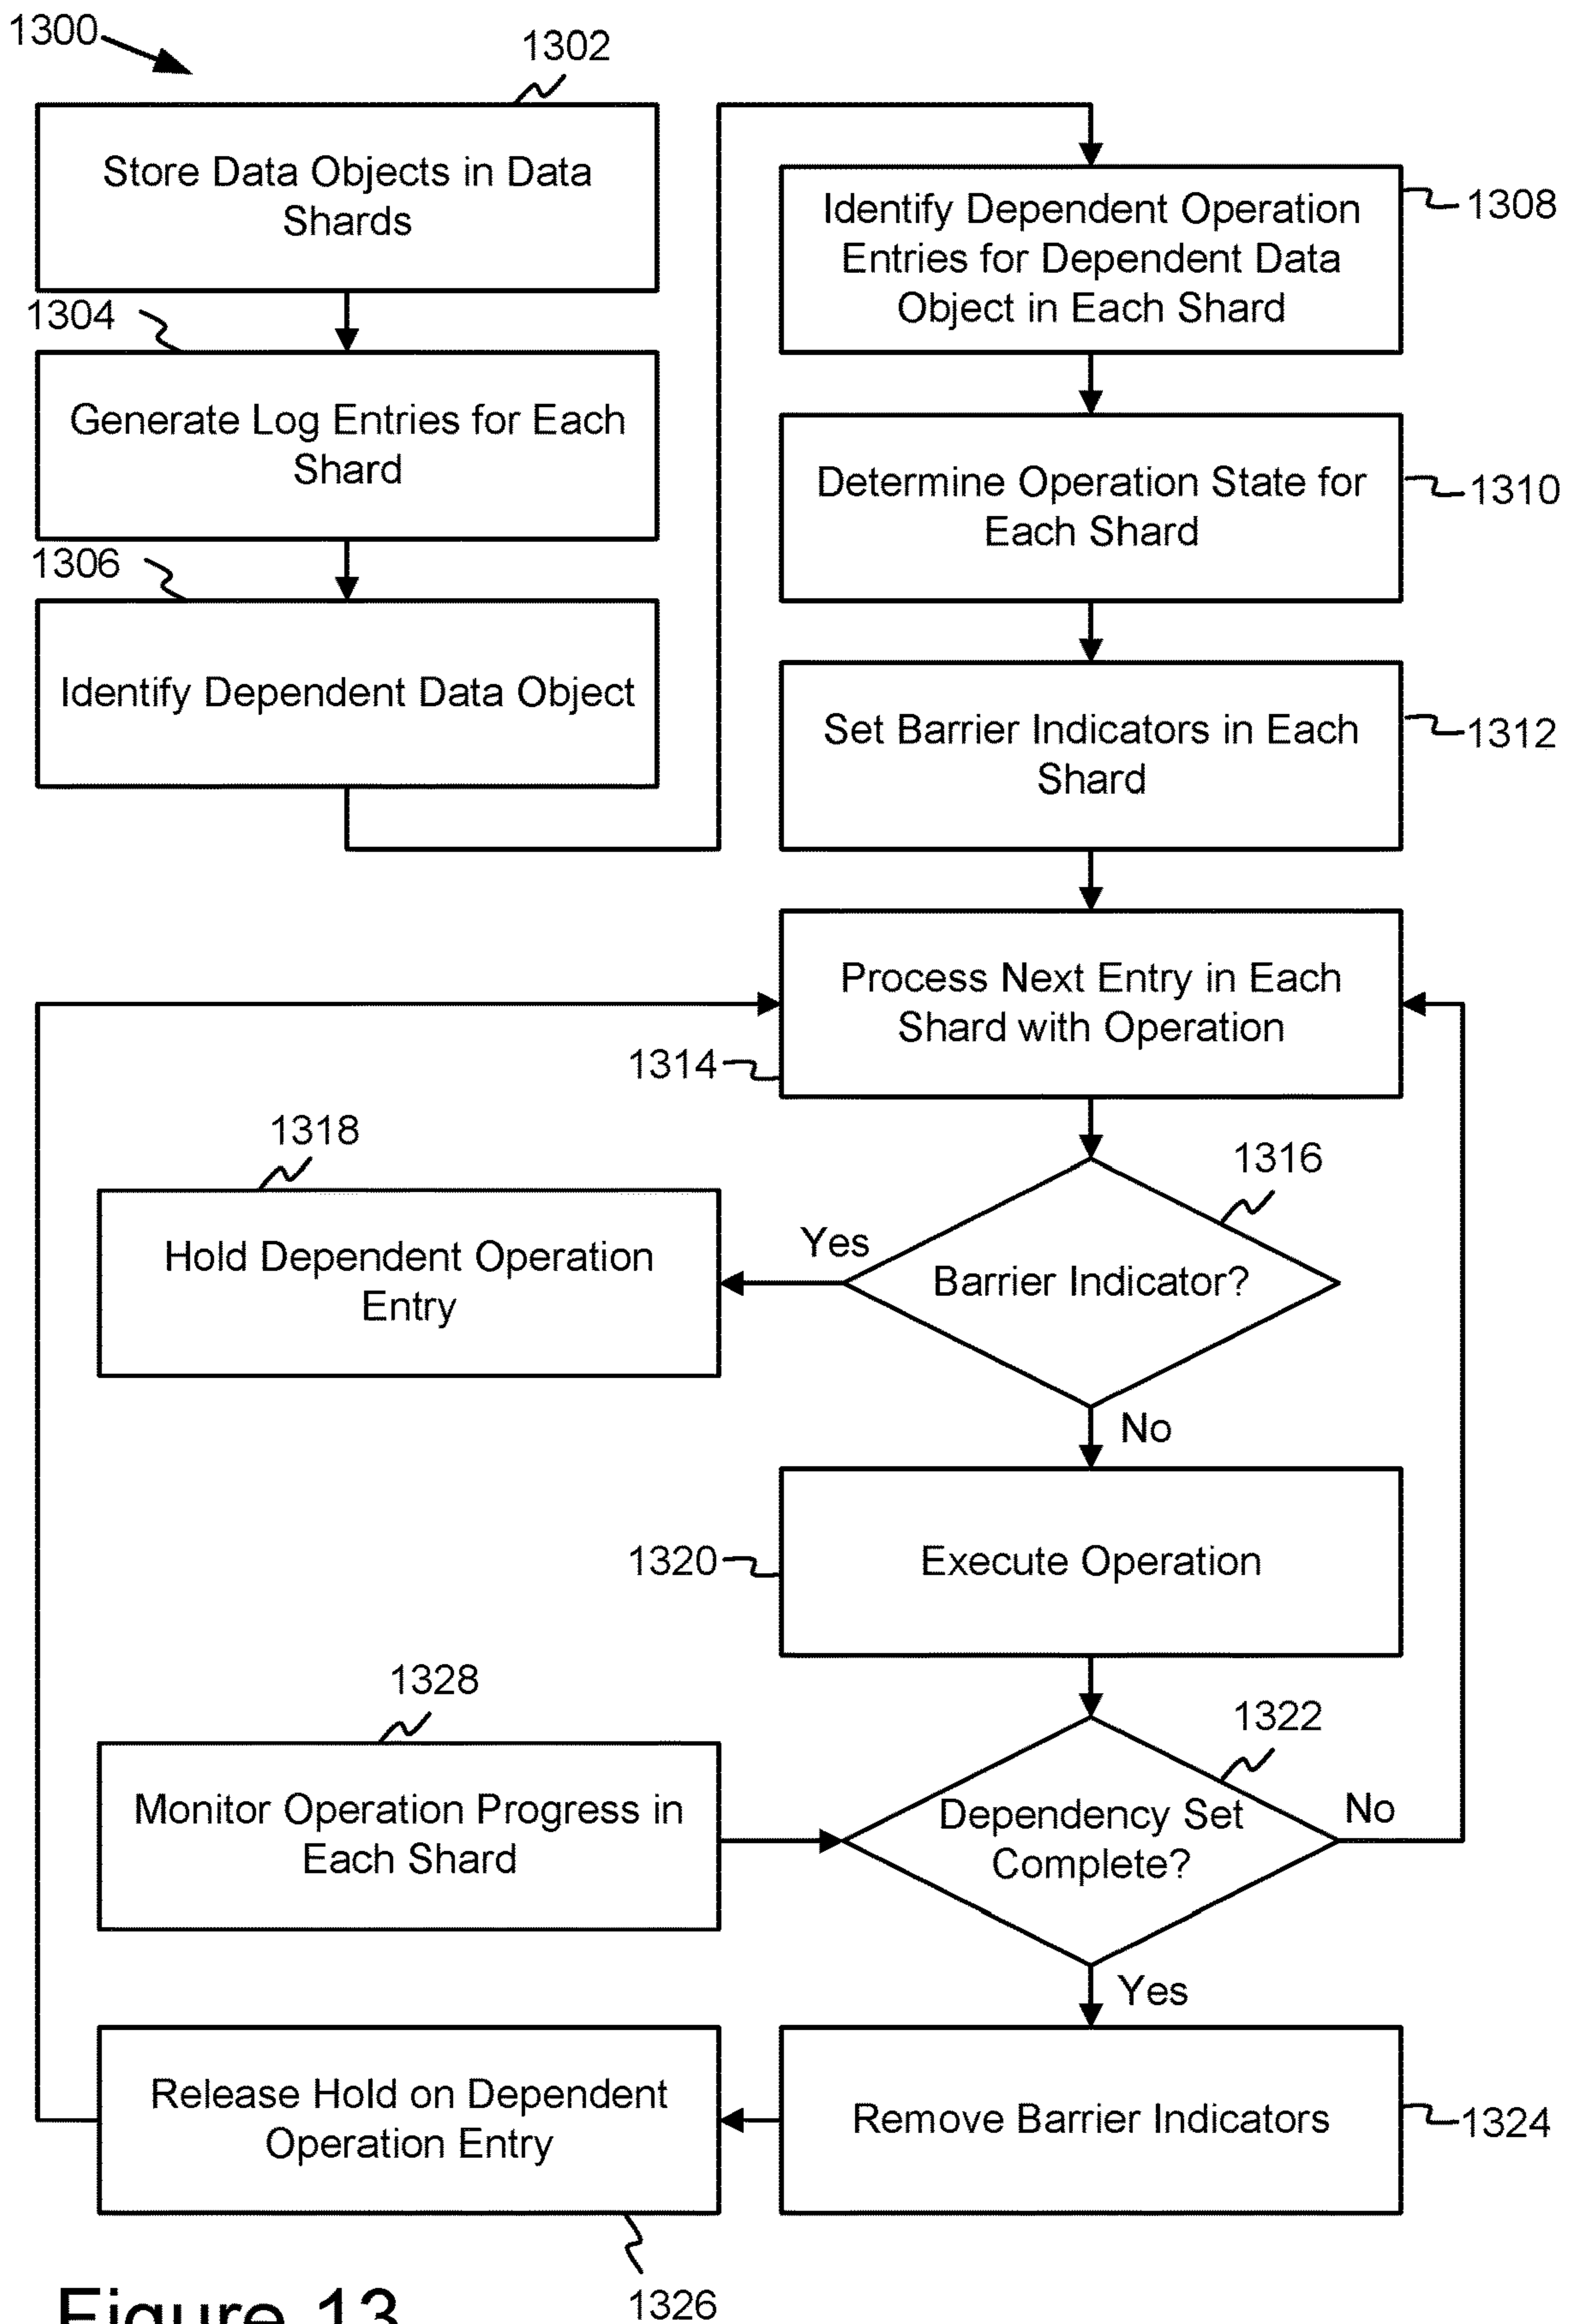 1300
1302
Store Data Objects in Data
Shards
1304
Generate Log Entries for Each
Shard
1306
Identify Dependent Data Object
Identify Dependent Operation
Entries for Dependent Data
Object in Each Shard
1308
Determine Operation State for
Each Shard
1310
Set Barrier Indicators in Each
Shard
1312
Process Next Entry in Each
Shard with Operation
1314
1316
Barrier Indicator?
Yes
1318
Hold Dependent Operation
Entry
No
1320
Execute Operation
1322
Dependency Set
Complete?
No
1328
Monitor Operation Progress in
Each Shard
Yes
Remove Barrier Indicators
1324
Release Hold on Dependent
Operation Entry
1326
Figure 13